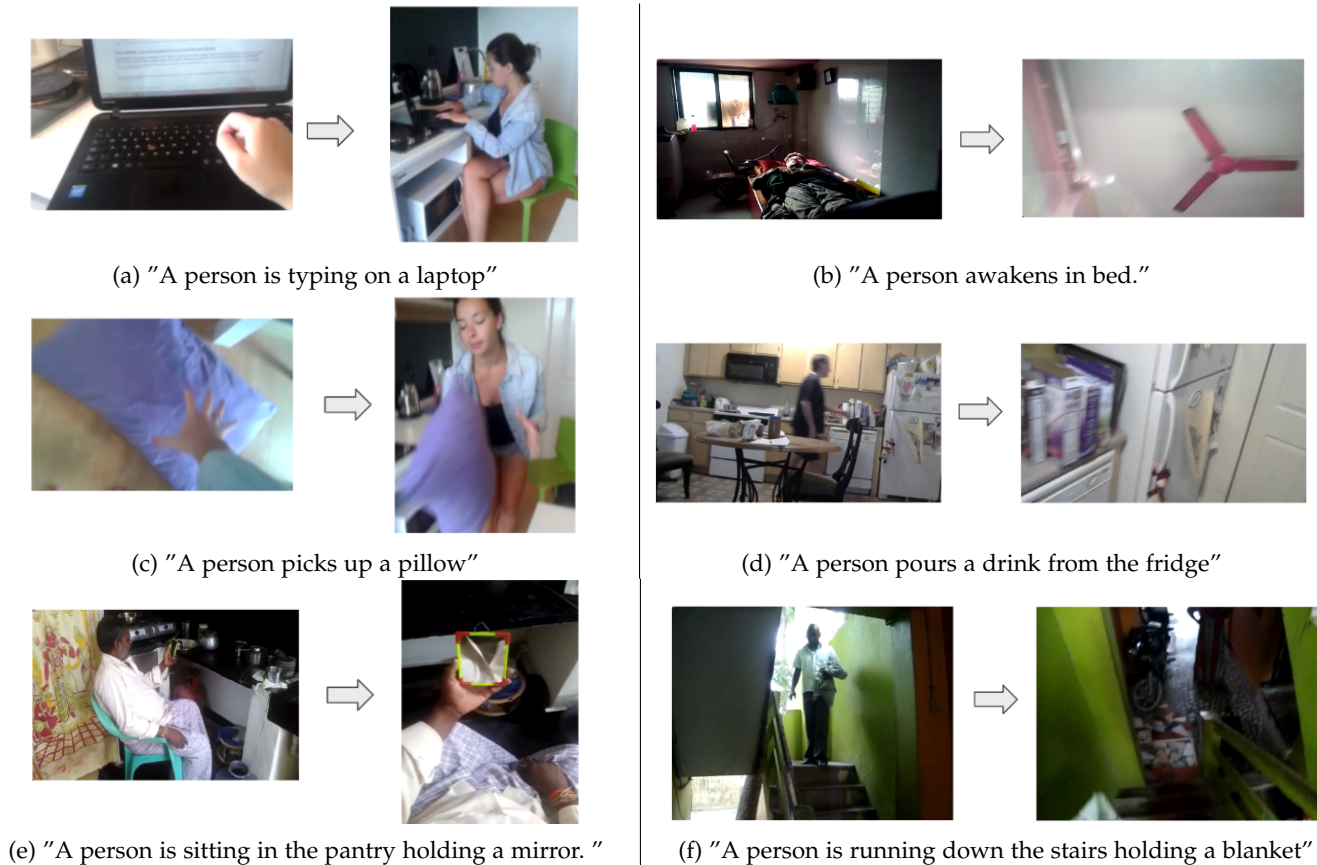 (a) ”A person is typing on a laptop”
(b) ”A person awakens in bed.”
(c) ”A person picks up a pillow”
(d) ”A person pours a drink from the fridge”
(e) ”A person is sitting in the pantry holding a mirror. ”
(f) ”A person is running down the stairs holding a blanket”